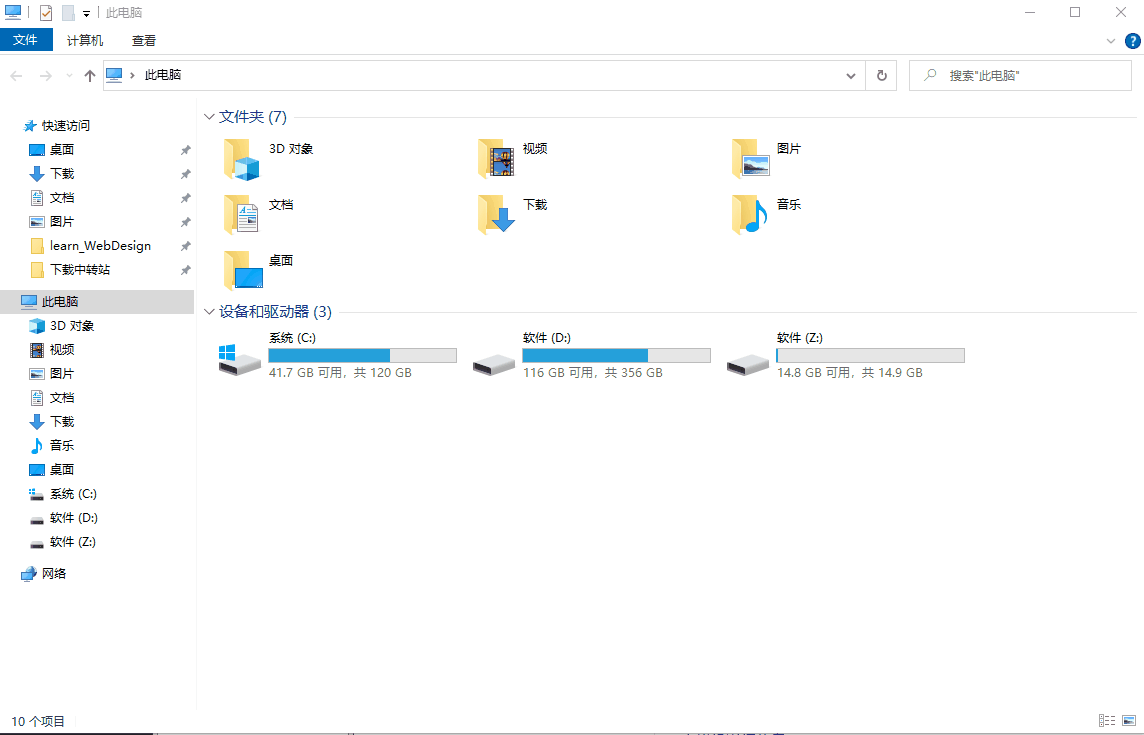 此电脑
文件 计算机 查看
此电脑 搜索"此电脑"
快速访问
桌面
下载
文档
图片
learn_WebDesign
下载中转站
此电脑
3D 对象
视频
图片
文档
下载
音乐
桌面
系统 (C:)
软件 (D:)
软件 (Z:)
网络
文件夹 (7)
3D 对象 视频 图片
文档 下载 音乐
桌面
设备和驱动器 (3)
系统 (C:) 软件 (D:) 软件 (Z:)
41.7 GB 可用，共 120 GB 116 GB 可用，共 356 GB 14.8 GB 可用，共 14.9 GB
10 个项目